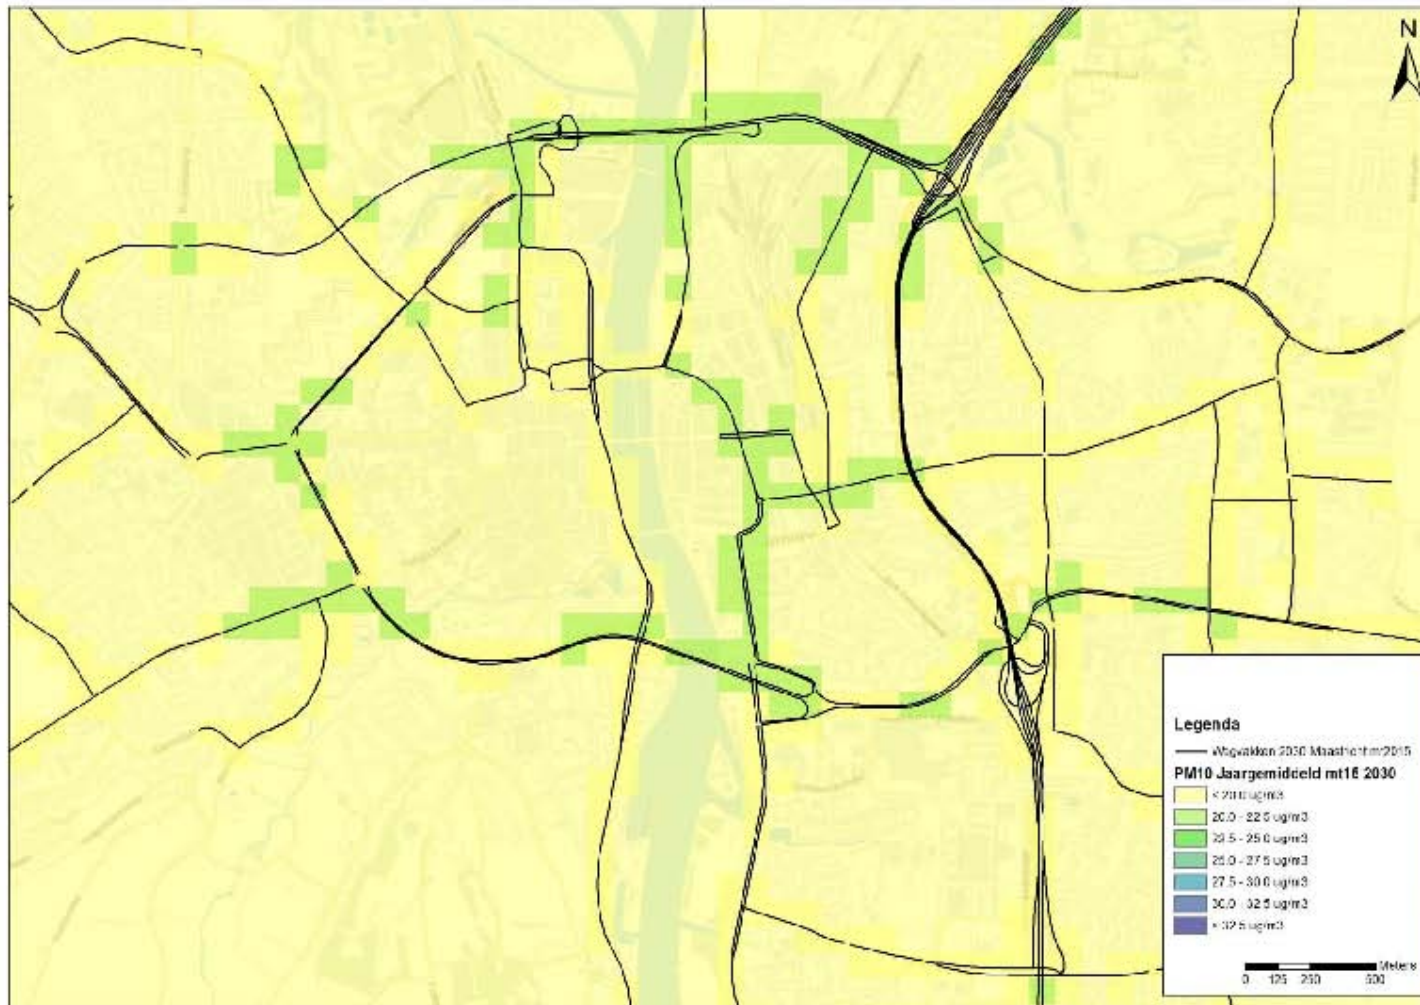 N
Legenda
Wegvakken 2030 Maastricht mt2015
PM10 Jaargemiddeld mt15 2030
< 20.0 ug/m3
20.0 - 22.5 ug/m3
22.5 - 25.0 ug/m3
25.0 - 27.5 ug/m3
27.5 - 30.0 ug/m3
30.0 - 32.5 ug/m3
32.5 ug/m3
Meters
0 125 250 500